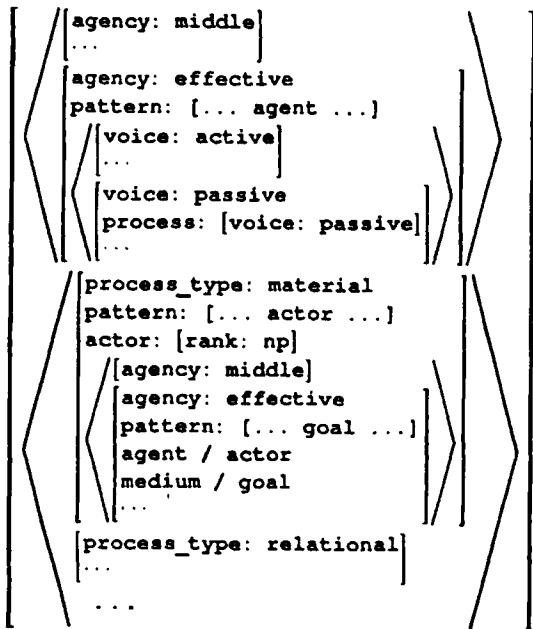 [agency: middle]
...
[agency: effective
pattern: [... agent ...]
[voice: active]
...
[voice: passive
process: [voice: passive]
...
[process_type: material
pattern: [... actor ...]
actor: [rank: np]
[agency: middle]
[agency: effective
pattern: [... goal ...]
agent / actor
medium / goal
...
[process_type: relational]
...
...